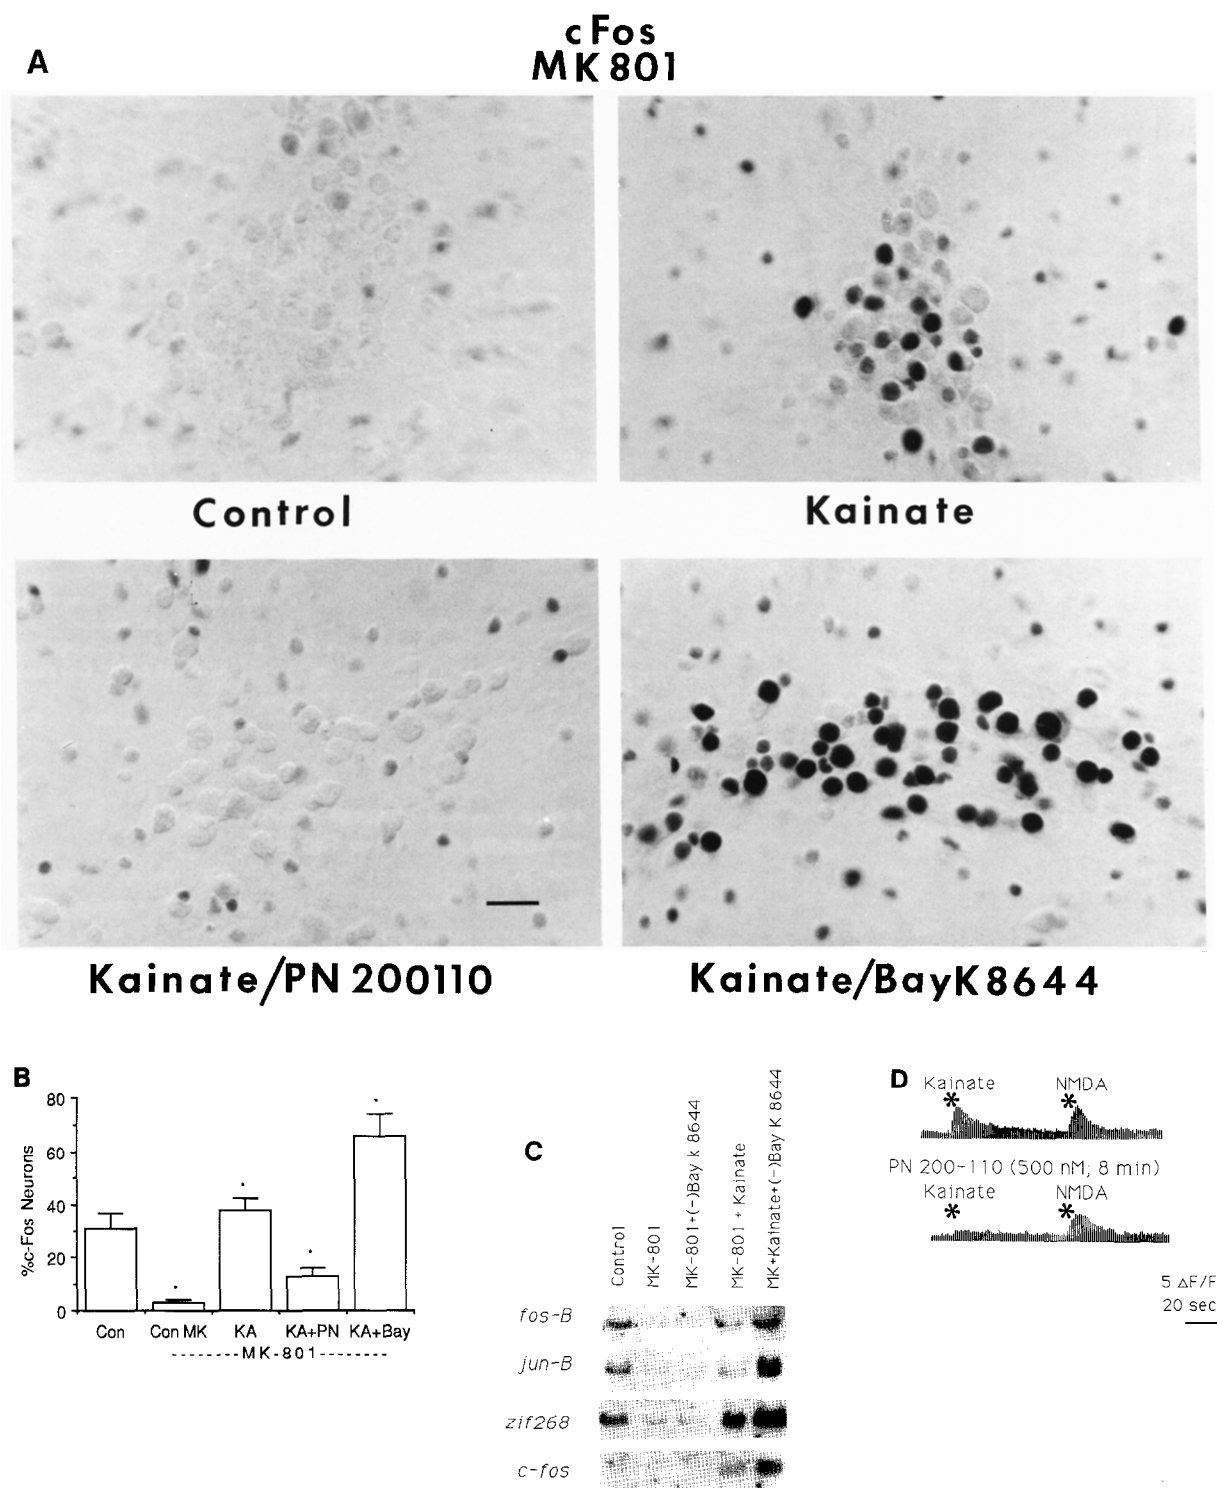 cFos
MK801
A
Control
Kainate
Kainate/PN 200110
Kainate/BayK8644
B
%c-Fos Neurons
80
60
40
20
0
Con
Con MK
KA
KA+PN
KA+Bay
-------MK-801-------
C
Control
MK-801
MK-801+(-)Bay k 8644
MK-801 + Kainate
MK+Kainate+(-)Bay K 8644
fos-B
jun-B
zif268
c-fos
D
Kainate
NMDA
PN 200-110 (500 nM; 8 min)
Kainate
NMDA
5 ΔF/F
20 sec